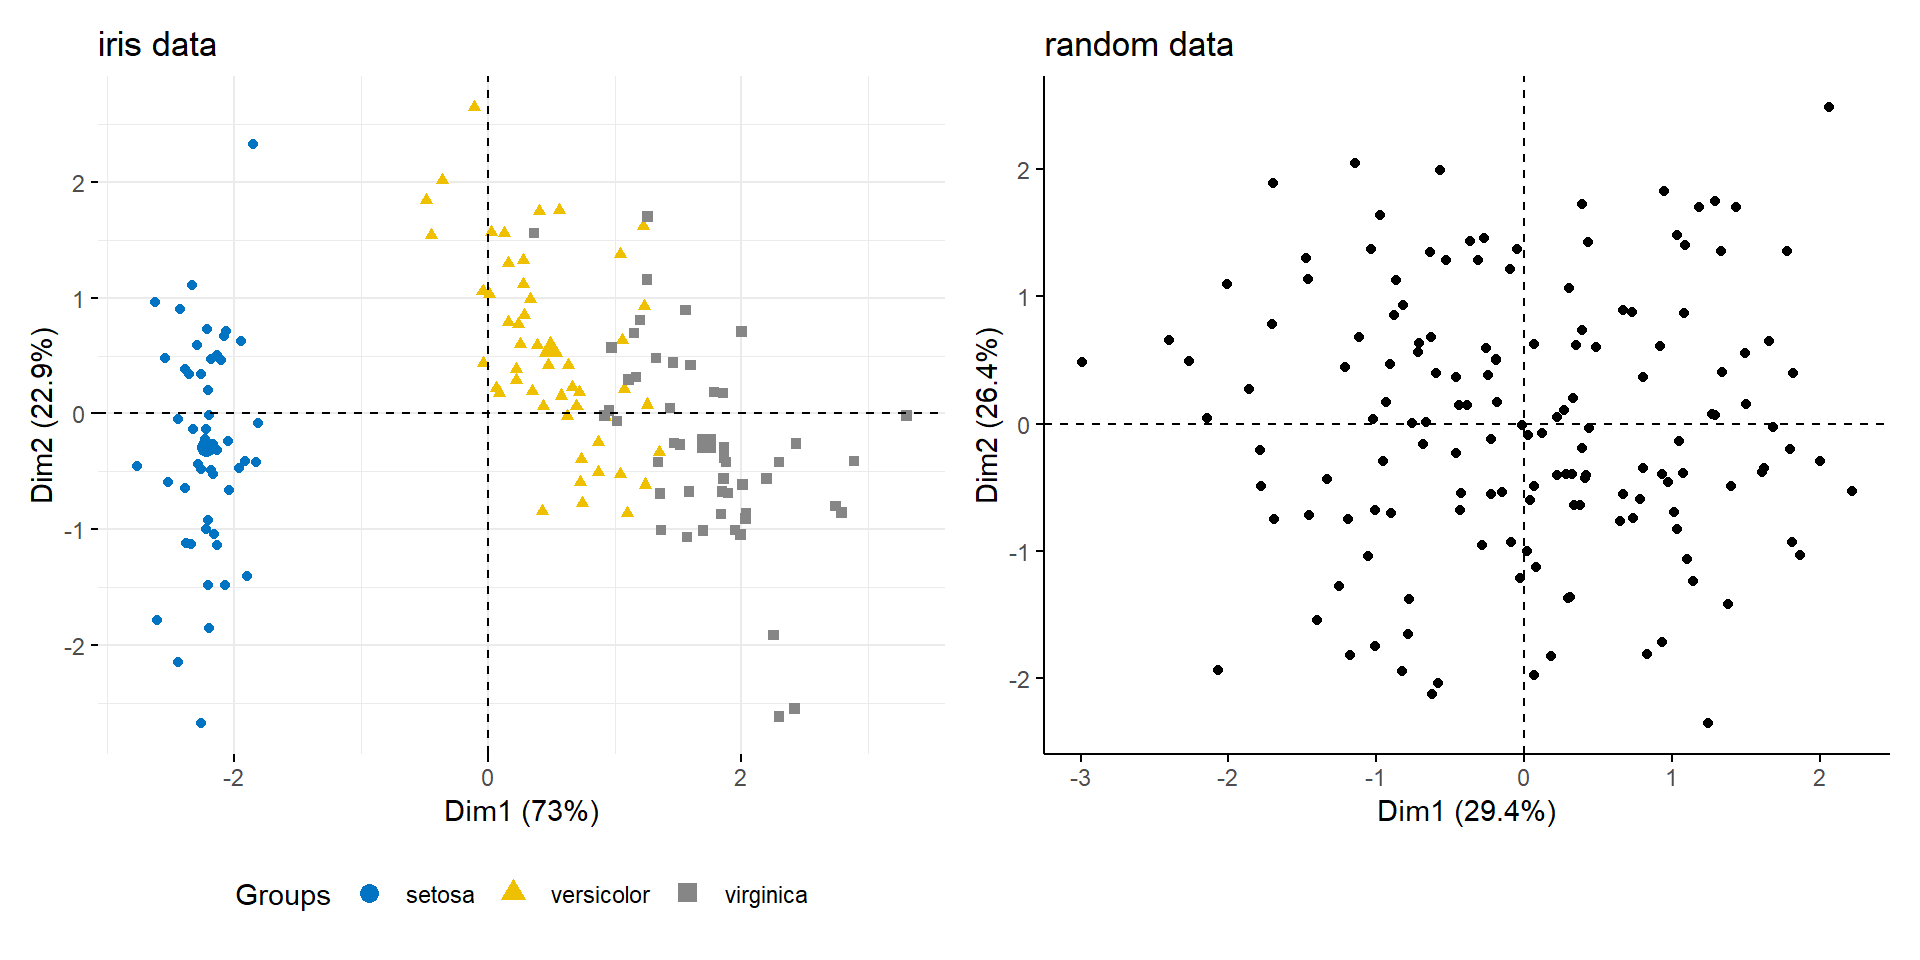 iris data
Dim2 (22.9%)
2
1
0
-1
-2
-2 0 2
Dim1 (73%)
Groups setosa versicolor virginica
random data
Dim2 (26.4%)
2
1
0
-1
-2
-3 -2 -1 0 1 2
Dim1 (29.4%)